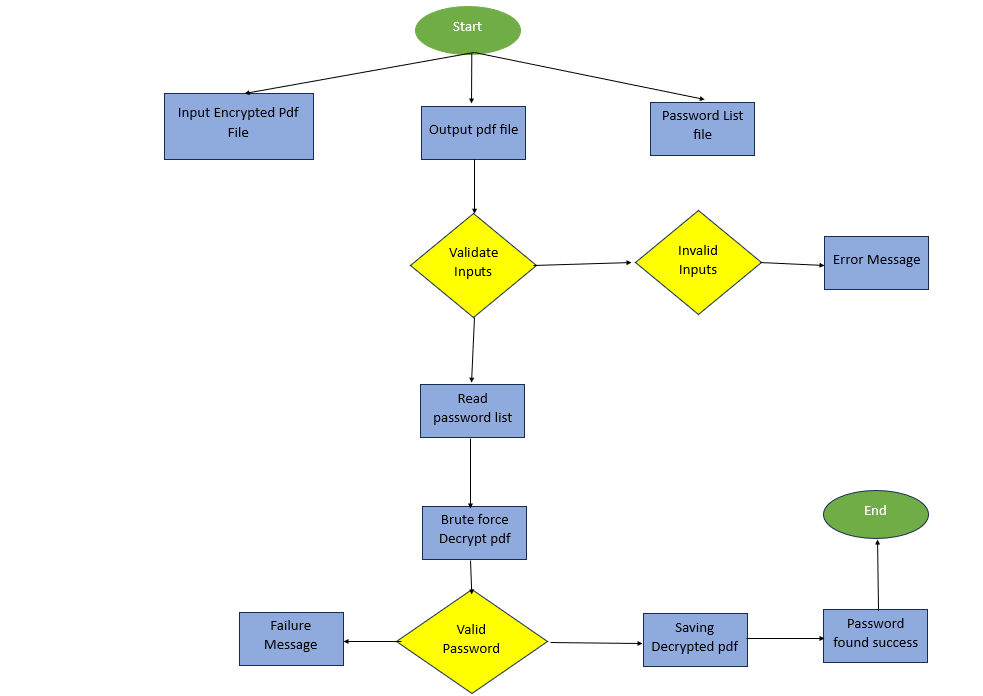 Start
Input Encrypted Pdf
File
Output pdf file
Password List
file
Validate
Inputs
Invalid
Inputs
Error Message
Read
password list
Brute force
Decrypt pdf
End
Failure
Message
Valid
Password
Saving
Decrypted pdf
Password
found success